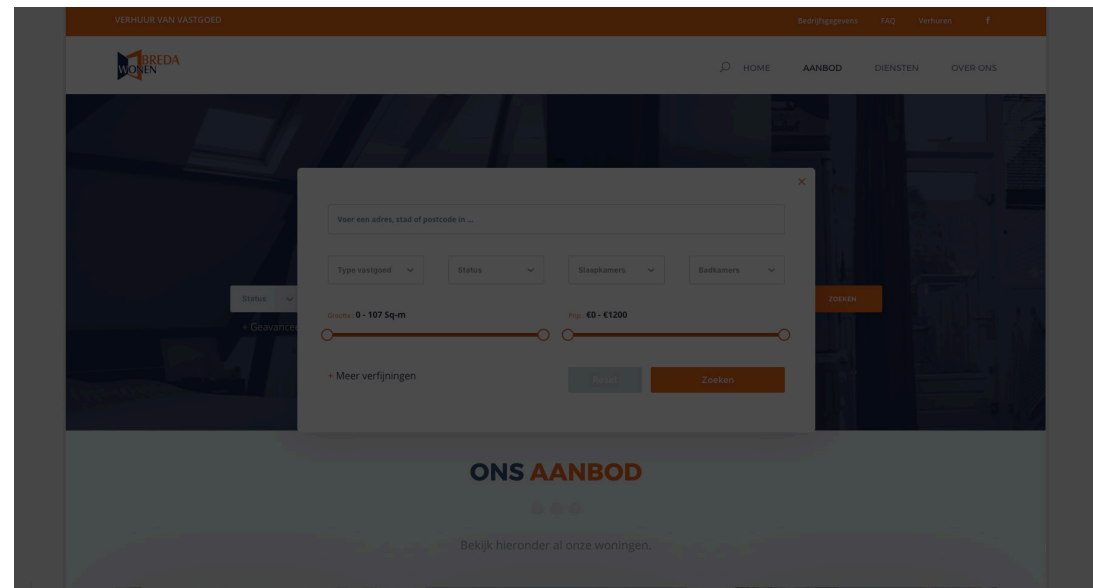 VERHUUR VAN VASTGOED
Bedrijfsgegevens FAQ Verhuren f
BREDA
WONEN
HOME AANBOD DIENSTEN OVER ONS
Voer een adres, stad of postcode in ...
Type vastgoed Status Slaapkamers Badkamers
Status
ZOEKEN
Grootte : 0 - 107 Sq-m
Prijs : €0 - €1200
+ Geavancee
+ Meer verfijningen
Reset Zoeken
ONS AANBOD
Bekijk hieronder al onze woningen.